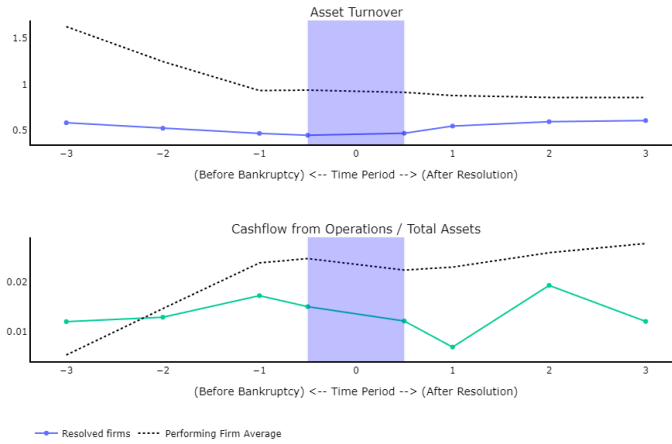 Asset Turnover
1.5
1
0.5
−3 −2 −1 0 1 2 3
(Before Bankruptcy) <-- Time Period --> (After Resolution)
Cashflow from Operations / Total Assets
0.02
0.01
−3 −2 −1 0 1 2 3
(Before Bankruptcy) <-- Time Period --> (After Resolution)
Resolved firms Performing Firm Average